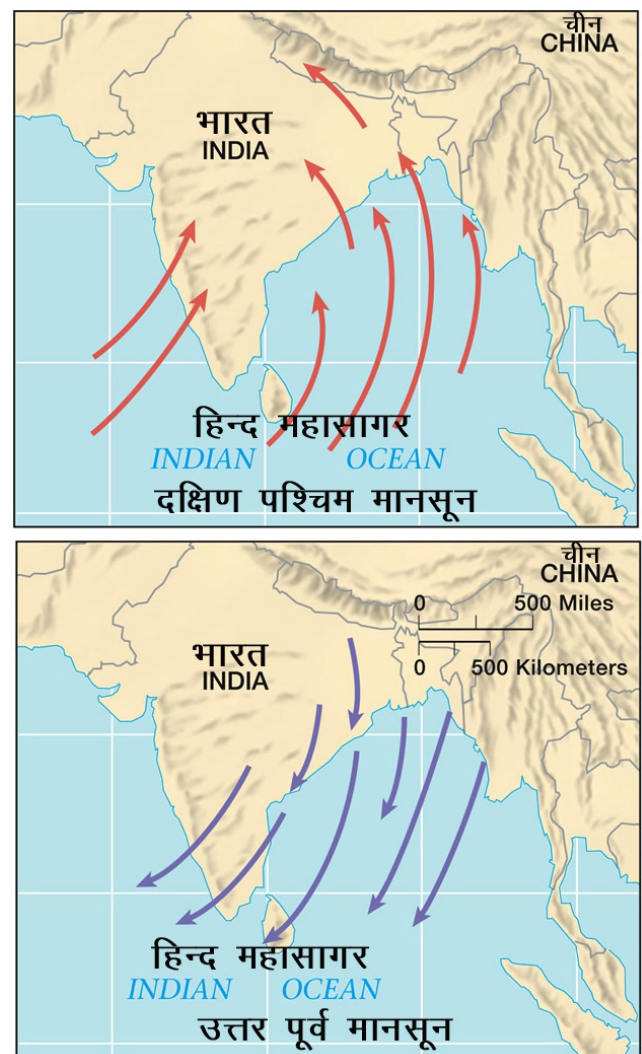 चीन
CHINA
भारत
INDIA
हिन्द महासागर
INDIAN OCEAN
दक्षिण पश्चिम मानसून
चीन
CHINA
0 500 Miles
भारत
INDIA
0 500 Kilometers
हिन्द महासागर
INDIAN OCEAN
उत्तर पूर्व मानसून